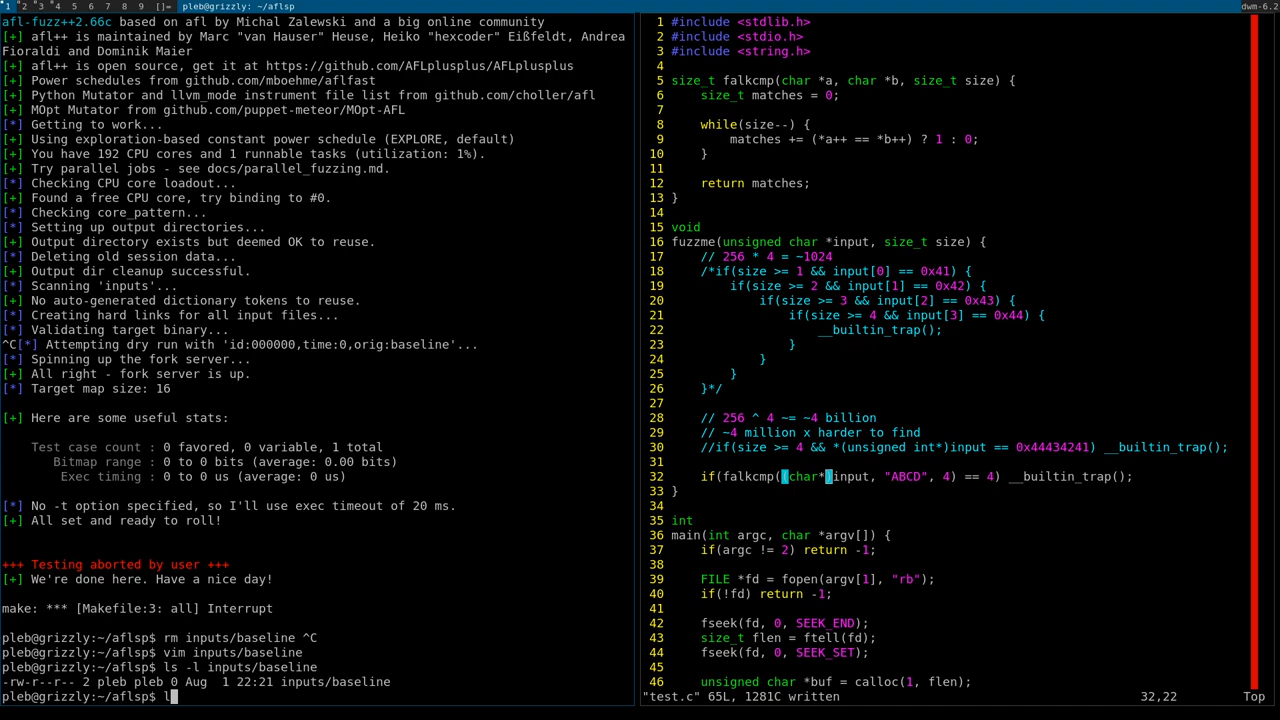 1 2 3 4 5 6 7 8 9 []= pleb@grizzly: ~/aflsp dwm-6.2
afl-fuzz++2.66c based on afl by Michal Zalewski and a big online community
[+] afl++ is maintained by Marc "van Hauser" Heuse, Heiko "hexcoder" Eißfeldt, Andrea
Fioraldi and Dominik Maier
[+] afl++ is open source, get it at https://github.com/AFLplusplus/AFLplusplus
[+] Power schedules from github.com/mboehme/aflfast
[+] Python Mutator and llvm_mode instrument file list from github.com/choller/afl
[+] MOpt Mutator from github.com/puppet-meteor/MOpt-AFL
[*] Getting to work...
[+] Using exploration-based constant power schedule (EXPLORE, default)
[+] You have 192 CPU cores and 1 runnable tasks (utilization: 1%).
[+] Try parallel jobs - see docs/parallel_fuzzing.md.
[*] Checking CPU core loadout...
[+] Found a free CPU core, try binding to #0.
[*] Checking core_pattern...
[*] Setting up output directories...
[+] Output directory exists but deemed OK to reuse.
[*] Deleting old session data...
[+] Output dir cleanup successful.
[*] Scanning 'inputs'...
[+] No auto-generated dictionary tokens to reuse.
[*] Creating hard links for all input files...
[*] Validating target binary...
^C[*] Attempting dry run with 'id:000000,time:0,orig:baseline'...
[*] Spinning up the fork server...
[+] All right - fork server is up.
[*] Target map size: 16
[+] Here are some useful stats:
Test case count : 0 favored, 0 variable, 1 total
Bitmap range : 0 to 0 bits (average: 0.00 bits)
Exec timing : 0 to 0 us (average: 0 us)
[*] No -t option specified, so I'll use exec timeout of 20 ms.
[+] All set and ready to roll!
+++ Testing aborted by user +++
[+] We're done here. Have a nice day!
make: *** [Makefile:3: all] Interrupt
pleb@grizzly:~/aflsp$ rm inputs/baseline ^C
pleb@grizzly:~/aflsp$ vim inputs/baseline
pleb@grizzly:~/aflsp$ ls -l inputs/baseline
-rw-r--r-- 2 pleb pleb 0 Aug  1 22:21 inputs/baseline
pleb@grizzly:~/aflsp$ l
1 #include <stdlib.h>
2 #include <stdio.h>
3 #include <string.h>
4
5 size_t falkcmp(char *a, char *b, size_t size) {
6     size_t matches = 0;
7
8     while(size--) {
9         matches += (*a++ == *b++) ? 1 : 0;
10     }
11
12     return matches;
13 }
14
15 void
16 fuzzme(unsigned char *input, size_t size) {
17     // 256 * 4 = ~1024
18     /*if(size >= 1 && input[0] == 0x41) {
19         if(size >= 2 && input[1] == 0x42) {
20             if(size >= 3 && input[2] == 0x43) {
21                 if(size >= 4 && input[3] == 0x44) {
22                     __builtin_trap();
23                 }
24             }
25         }
26     }*/
27
28     // 256 ^ 4 ~= ~4 billion
29     // ~4 million x harder to find
30     //if(size >= 4 && *(unsigned int*)input == 0x44434241) __builtin_trap();
31
32     if(falkcmp((char*)input, "ABCD", 4) == 4) __builtin_trap();
33 }
34
35 int
36 main(int argc, char *argv[]) {
37     if(argc != 2) return -1;
38
39     FILE *fd = fopen(argv[1], "rb");
40     if(!fd) return -1;
41
42     fseek(fd, 0, SEEK_END);
43     size_t flen = ftell(fd);
44     fseek(fd, 0, SEEK_SET);
45
46     unsigned char *buf = calloc(1, flen);
"test.c" 65L, 1281C written 32,22 Top